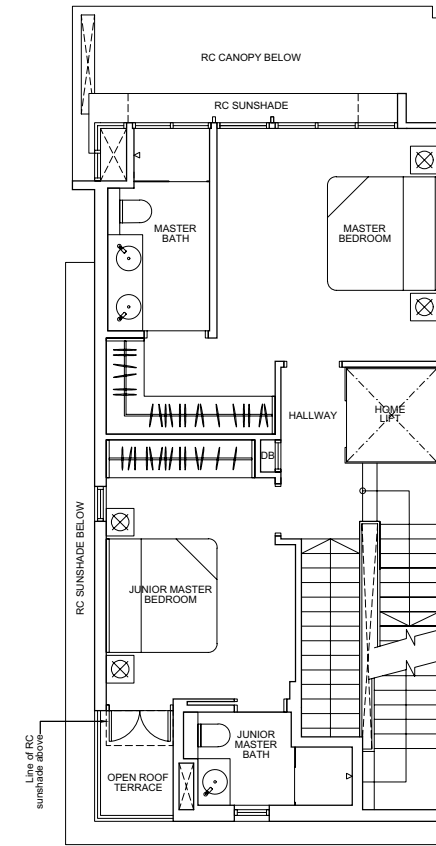 RC CANOPY BELOW
RC SUNSHADE
MASTER
BATH
MASTER
BEDROOM
HALLWAY
HOME
LIFT
DB
RC SUNSHADE BELOW
JUNIOR MASTER
BEDROOM
Line of RC
sunshade above
OPEN ROOF
TERRACE
JUNIOR
MASTER
BATH